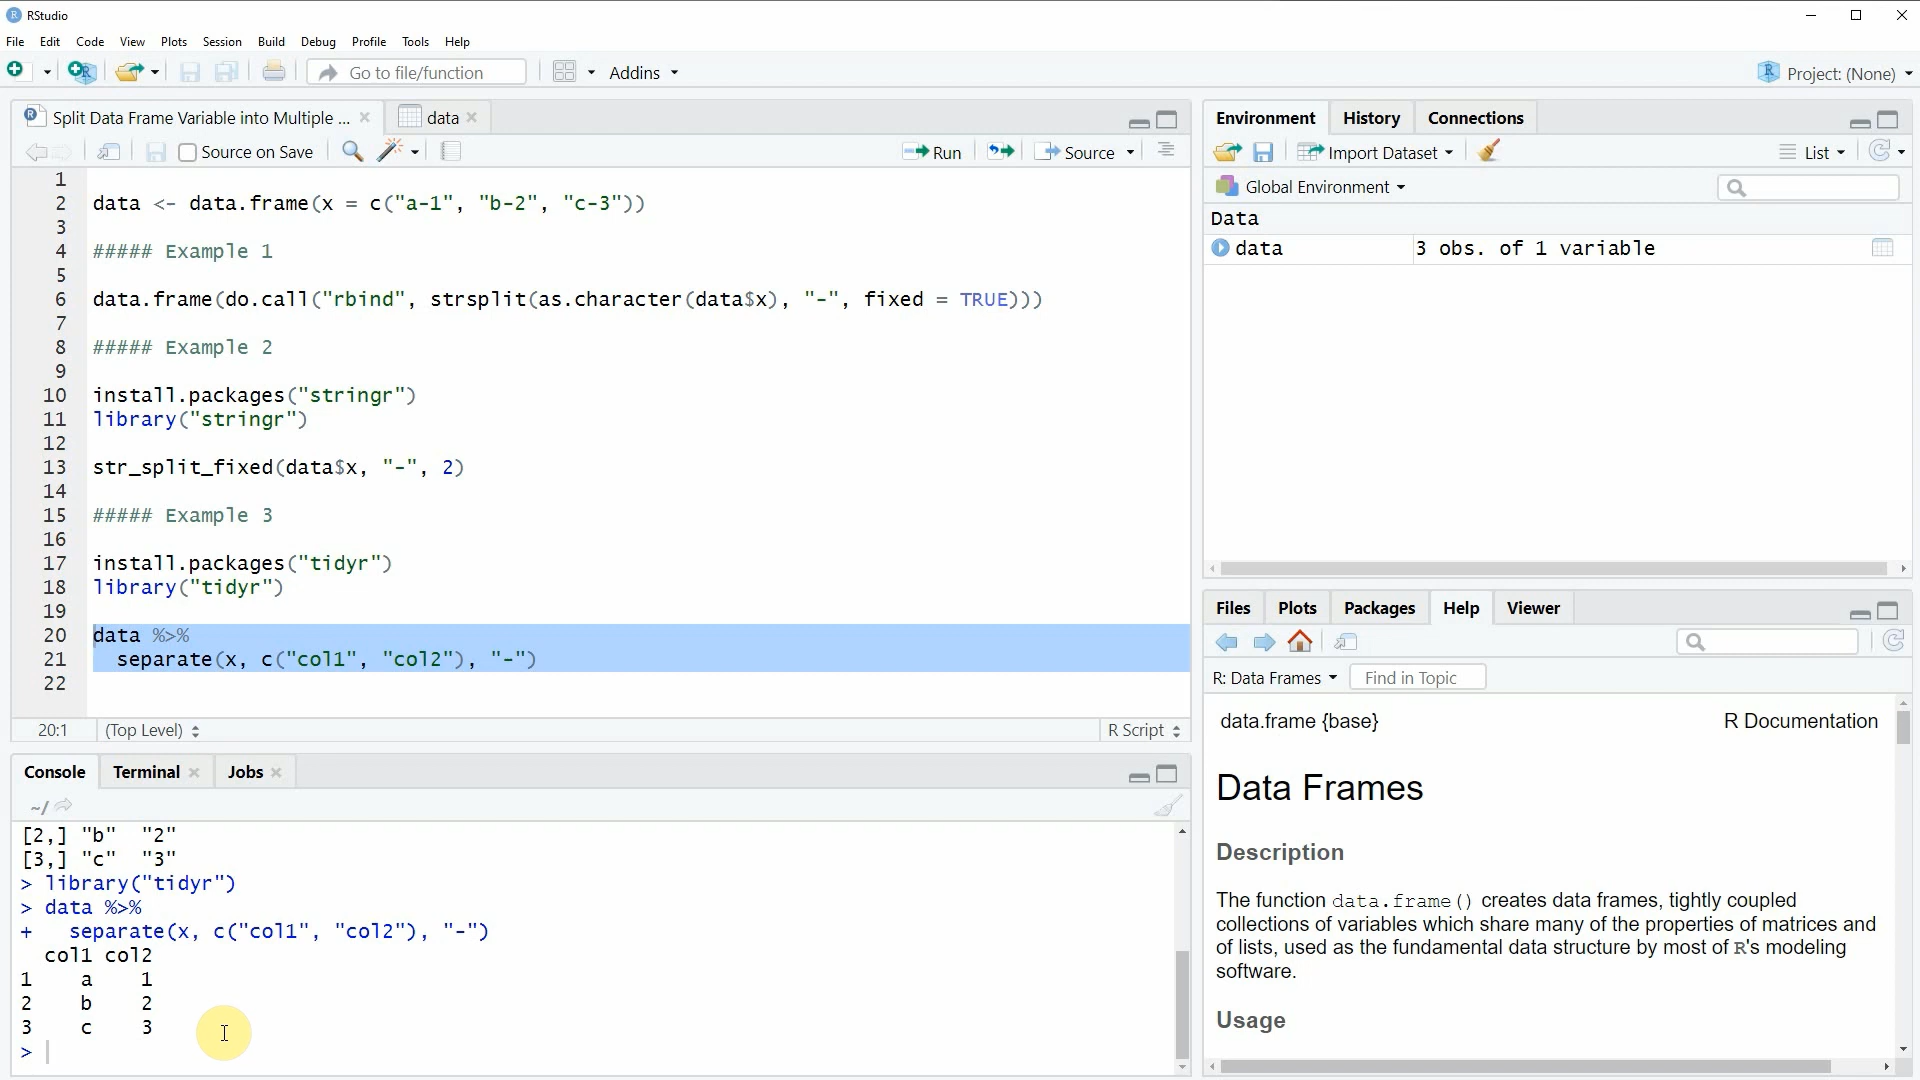 RStudio
File Edit Code View Plots Session Build Debug Profile Tools Help
Go to file/function Addins Project: (None)
Split Data Frame Variable into Multiple ... data
Source on Save Run Source
1
2 data <- data.frame(x = c("a-1", "b-2", "c-3"))
3
4 ##### Example 1
5
6 data.frame(do.call("rbind", strsplit(as.character(data$x), "-", fixed = TRUE)))
7
8 ##### Example 2
9
10 install.packages("stringr")
11 library("stringr")
12
13 str_split_fixed(data$x, "-", 2)
14
15 ##### Example 3
16
17 install.packages("tidyr")
18 library("tidyr")
19
20 data %>%
21 separate(x, c("col1", "col2"), "-")
22
20:1 (Top Level) R Script
Console Terminal Jobs
~/
[2,] "b" "2"
[3,] "c" "3"
> library("tidyr")
> data %>%
+ separate(x, c("col1", "col2"), "-")
col1 col2
1 a 1
2 b 2
3 c 3
>
Environment History Connections
Import Dataset List
Global Environment
Data
data 3 obs. of 1 variable
Files Plots Packages Help Viewer
R: Data Frames Find in Topic
data.frame {base} R Documentation
Data Frames
Description
The function data.frame() creates data frames, tightly coupled
collections of variables which share many of the properties of matrices and
of lists, used as the fundamental data structure by most of R's modeling
software.
Usage